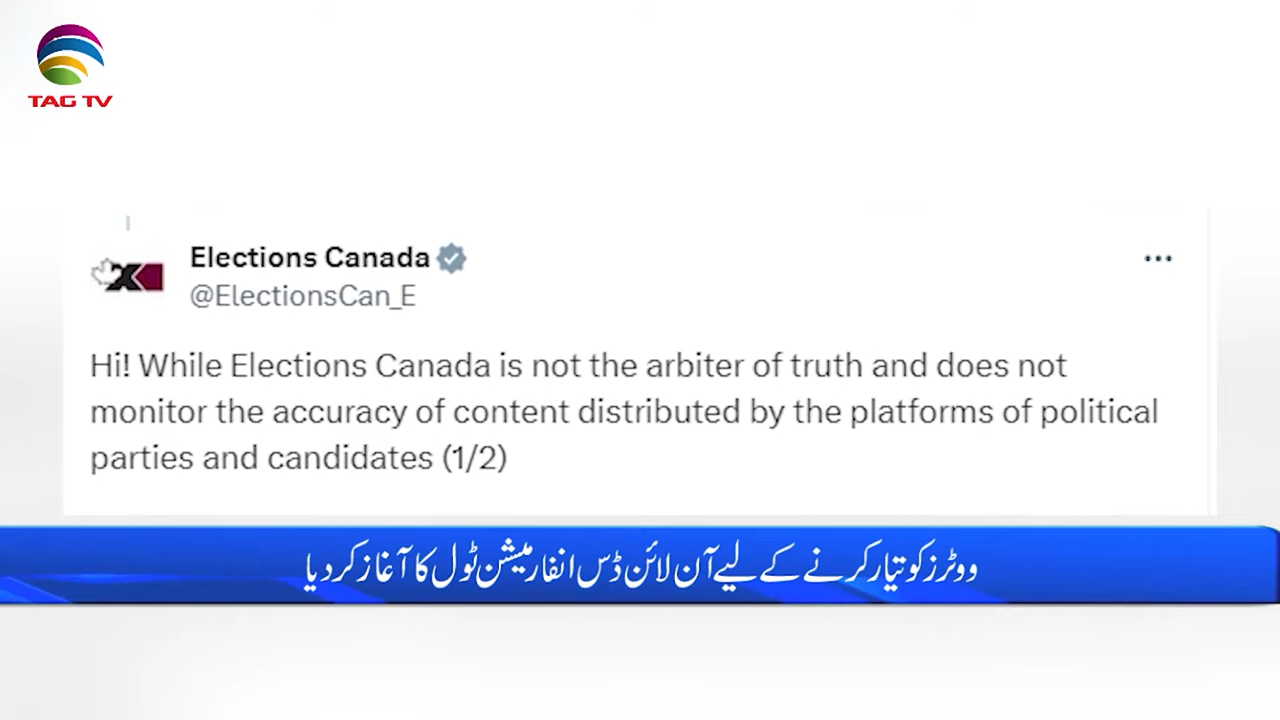 TAG TV
Elections Canada
@ElectionsCan_E
Hi! While Elections Canada is not the arbiter of truth and does not
monitor the accuracy of content distributed by the platforms of political
parties and candidates (1/2)
ووٹرز کو تیار کرنے کے لیے آن لائن ڈس انفارمیشن ٹول کا آغاز کر دیا